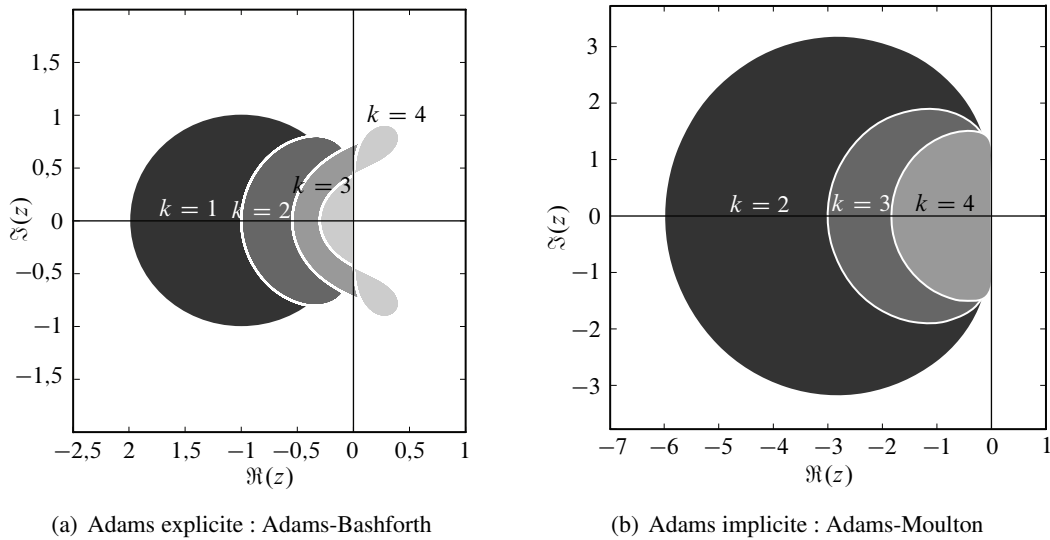 1,5
1
0,5
0
−0,5
−1
−1,5
ℑ(z)
k = 1
k = 2
k = 3
k = 4
−2,5
2
−1,5
−1
−0,5
0
0,5
1
ℜ(z)
(a) Adams explicite : Adams-Bashforth
3
2
1
0
−1
−2
−3
ℑ(z)
k = 2
k = 3
k = 4
−7
−6
−5
−4
−3
−2
−1
0
1
ℜ(z)
(b) Adams implicite : Adams-Moulton